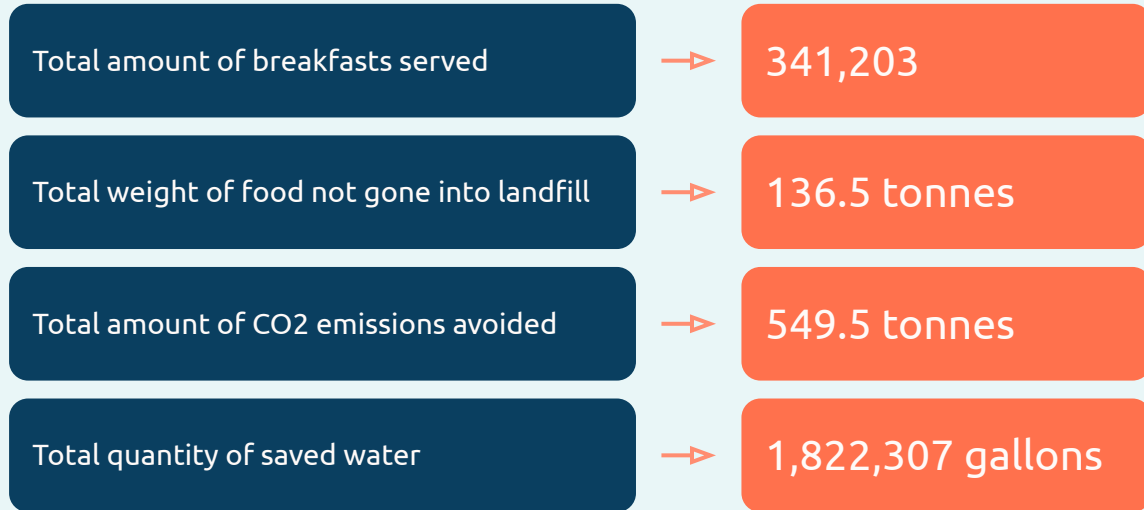 Total amount of breakfasts served
341,203
Total weight of food not gone into landfill
136.5 tonnes
Total amount of CO2 emissions avoided
549.5 tonnes
Total quantity of saved water
1,822,307 gallons